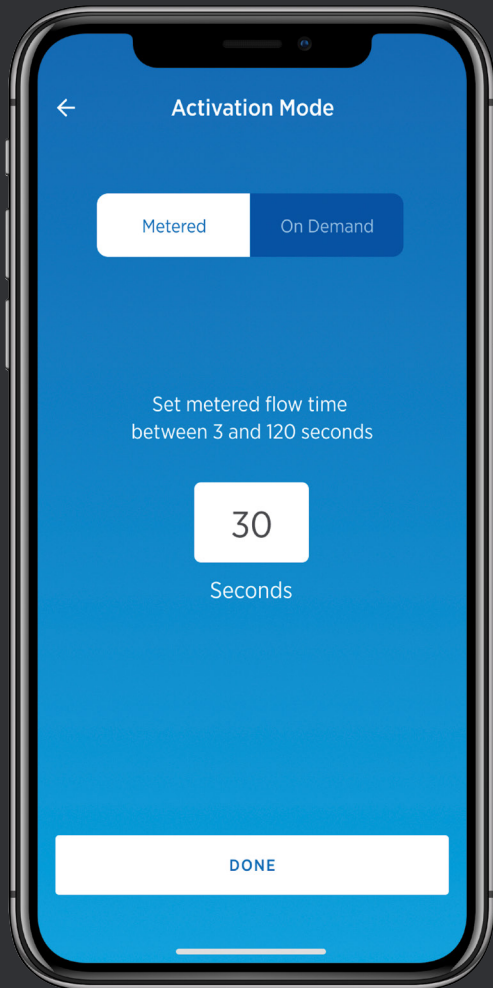 Activation Mode
Metered
On Demand
Set metered flow time
between 3 and 120 seconds
30
Seconds
DONE